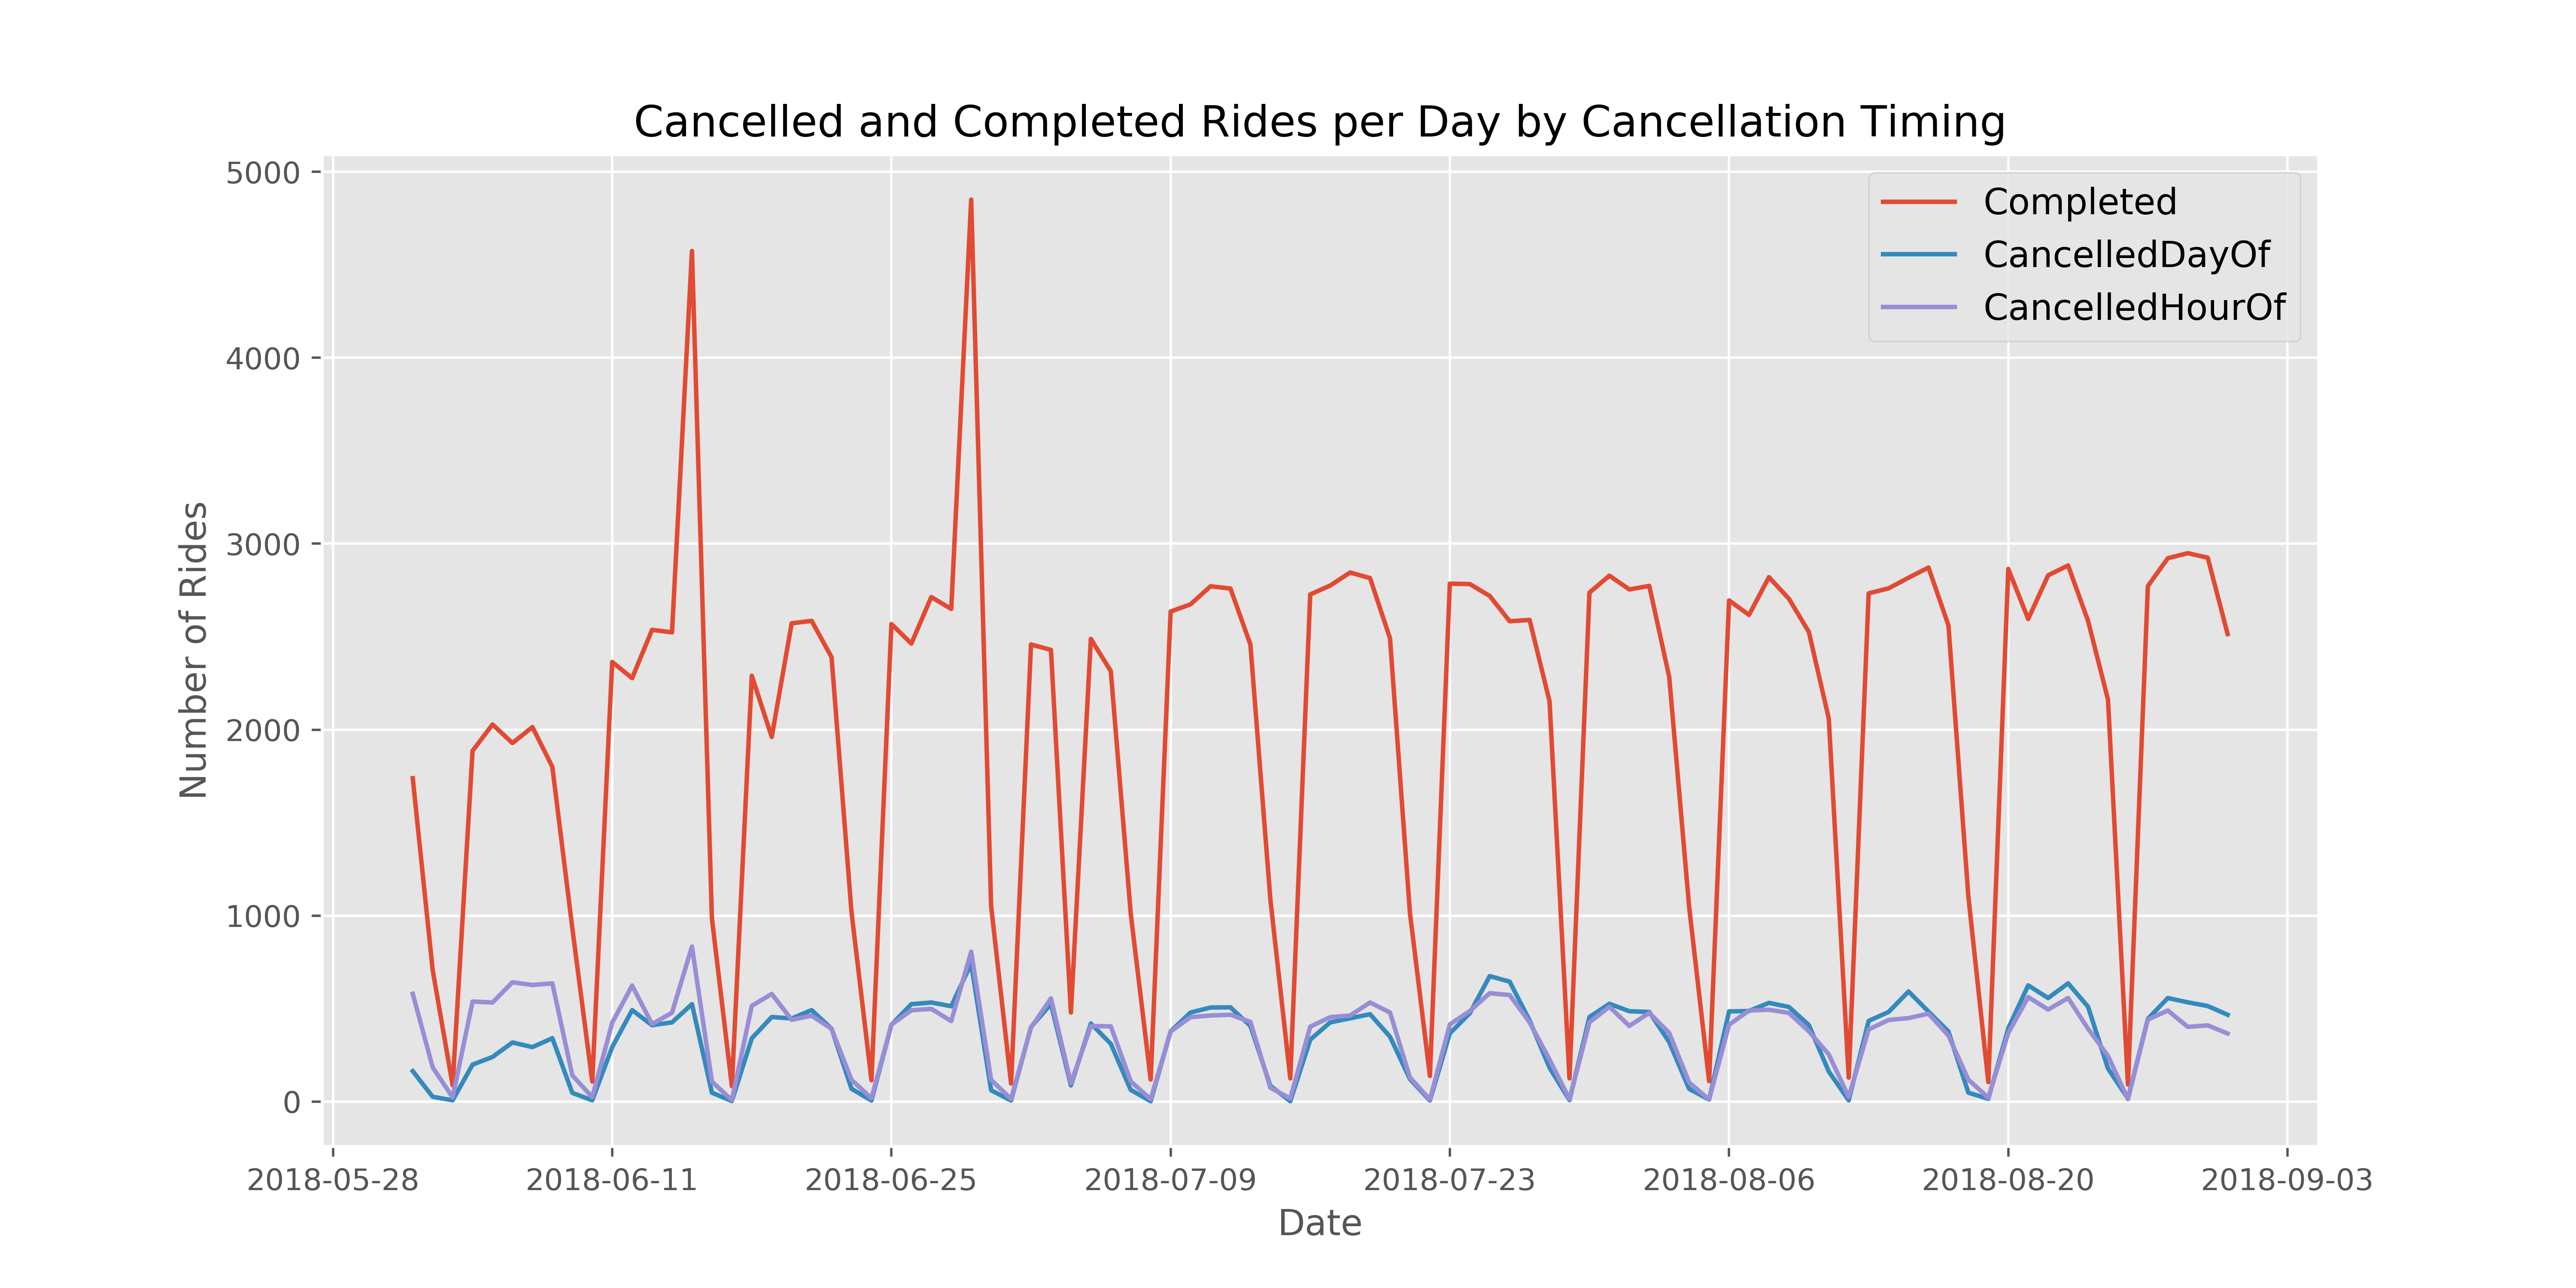 Cancelled and Completed Rides per Day by Cancellation Timing
5000
4000
3000
2000
1000
0
Number of Rides
Completed
CancelledDayOf
CancelledHourOf
2018-05-28
2018-06-11
2018-06-25
2018-07-09
2018-07-23
2018-08-06
2018-08-20
2018-09-03
Date